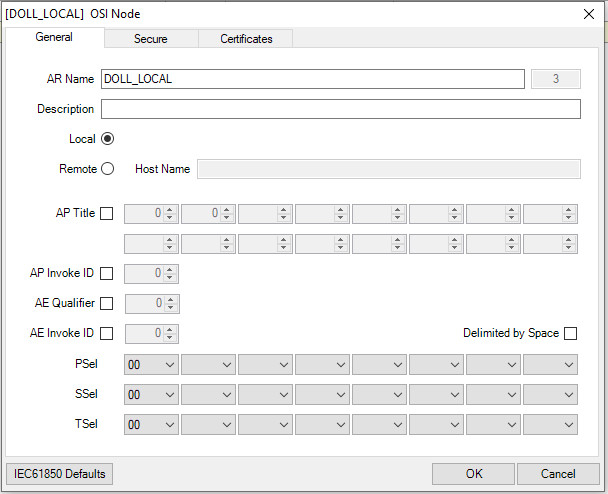 [DOLL_LOCAL] OSI Node
General Secure Certificates
AR Name DOLL_LOCAL 3
Description
Local
Remote Host Name
AP Title 0 0
AP Invoke ID 0
AE Qualifier 0
AE Invoke ID 0 Delimited by Space
PSel 00
SSel 00
TSel 00
IEC61850 Defaults OK Cancel